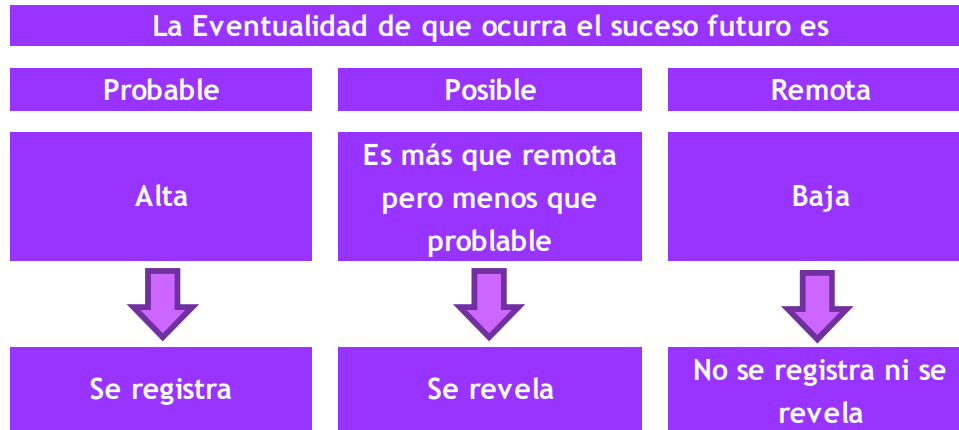 La Eventualidad de que ocurra el suceso futuro es
Probable
Posible
Remota
Alta
Es más que remota
pero menos que
problable
Baja
Se registra
Se revela
No se registra ni se
revela